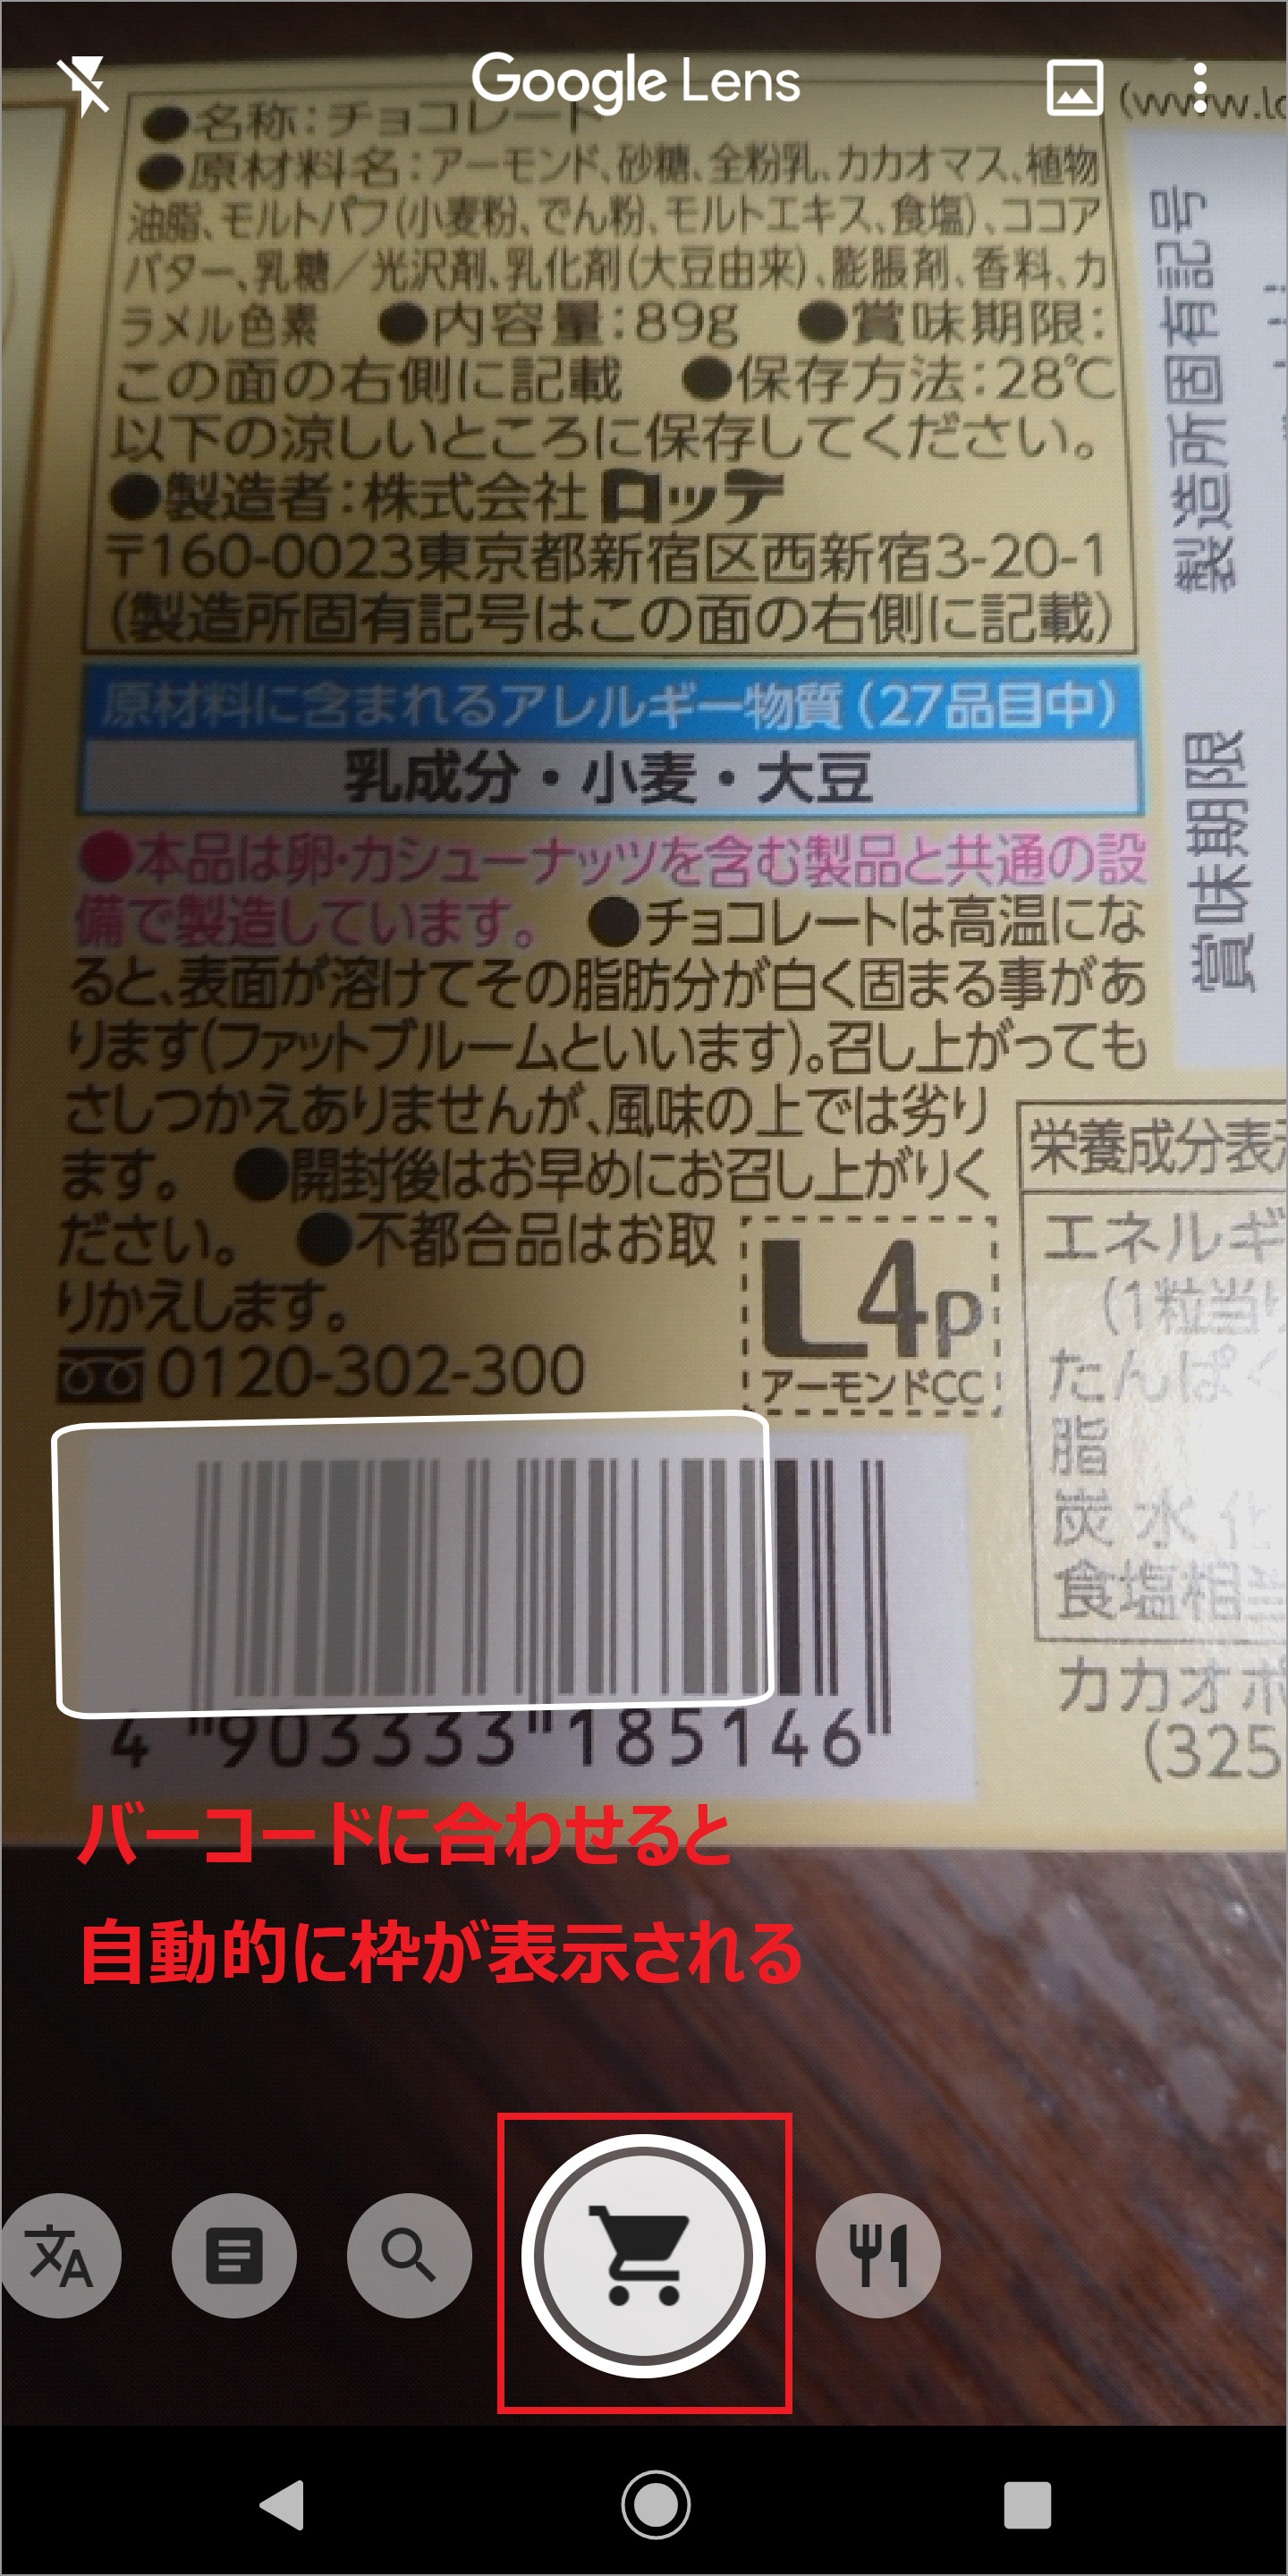 Google Lens
●名称：チョコレート
(www.lo
●原材料名：アーモンド、砂糖、全粉乳、カカオマス、植物
油脂、モルトパフ（小麦粉、でん粉、モルトエキス、食塩）、ココア
バター、乳糖／光沢剤、乳化剤（大豆由来）、膨脹剤、香料、カ
ラメル色素　●内容量：89g　●賞味期限：
この面の右側に記載　●保存方法：28℃
以下の涼しいところに保存してください。
●製造者：株式会社ロッテ
〒160-0023東京都新宿区西新宿3-20-1
（製造所固有記号はこの面の右側に記載）
製造所固有記号
賞味期限
原材料に含まれるアレルギー物質（27品目中）
乳成分・小麦・大豆
●本品は卵・カシューナッツを含む製品と共通の設
備で製造しています。　●チョコレートは高温にな
ると、表面が溶けてその脂肪分が白く固まる事があ
ります（ファットブルームといいます）。召し上がっても
さしつかえありませんが、風味の上では劣り
ます。　●開封後はお早めにお召し上がりく
ださい。　●不都合品はお取
りかえします。
0120-302-300
L4p
アーモンドCC
栄養成分表
エネルギ
(1粒当り
たんぱく
脂
炭水化
食塩相当
カカオポ
(325
4 903333 185146
バーコードに合わせると
自動的に枠が表示される
文A